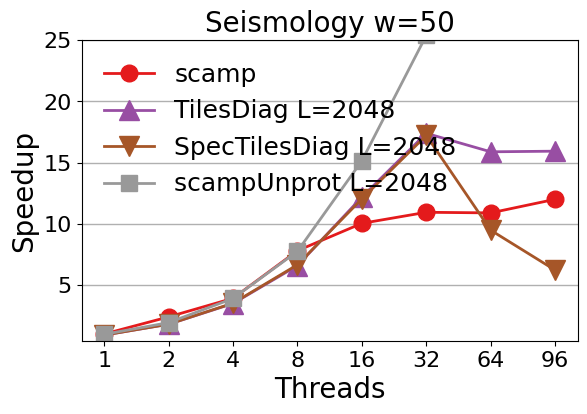 Seismology w=50
Speedup
25
20
15
10
5
scamp
TilesDiag L=2048
SpecTilesDiag L=2048
scampUnprot L=2048
1 2 4 8 16 32 64 96
Threads